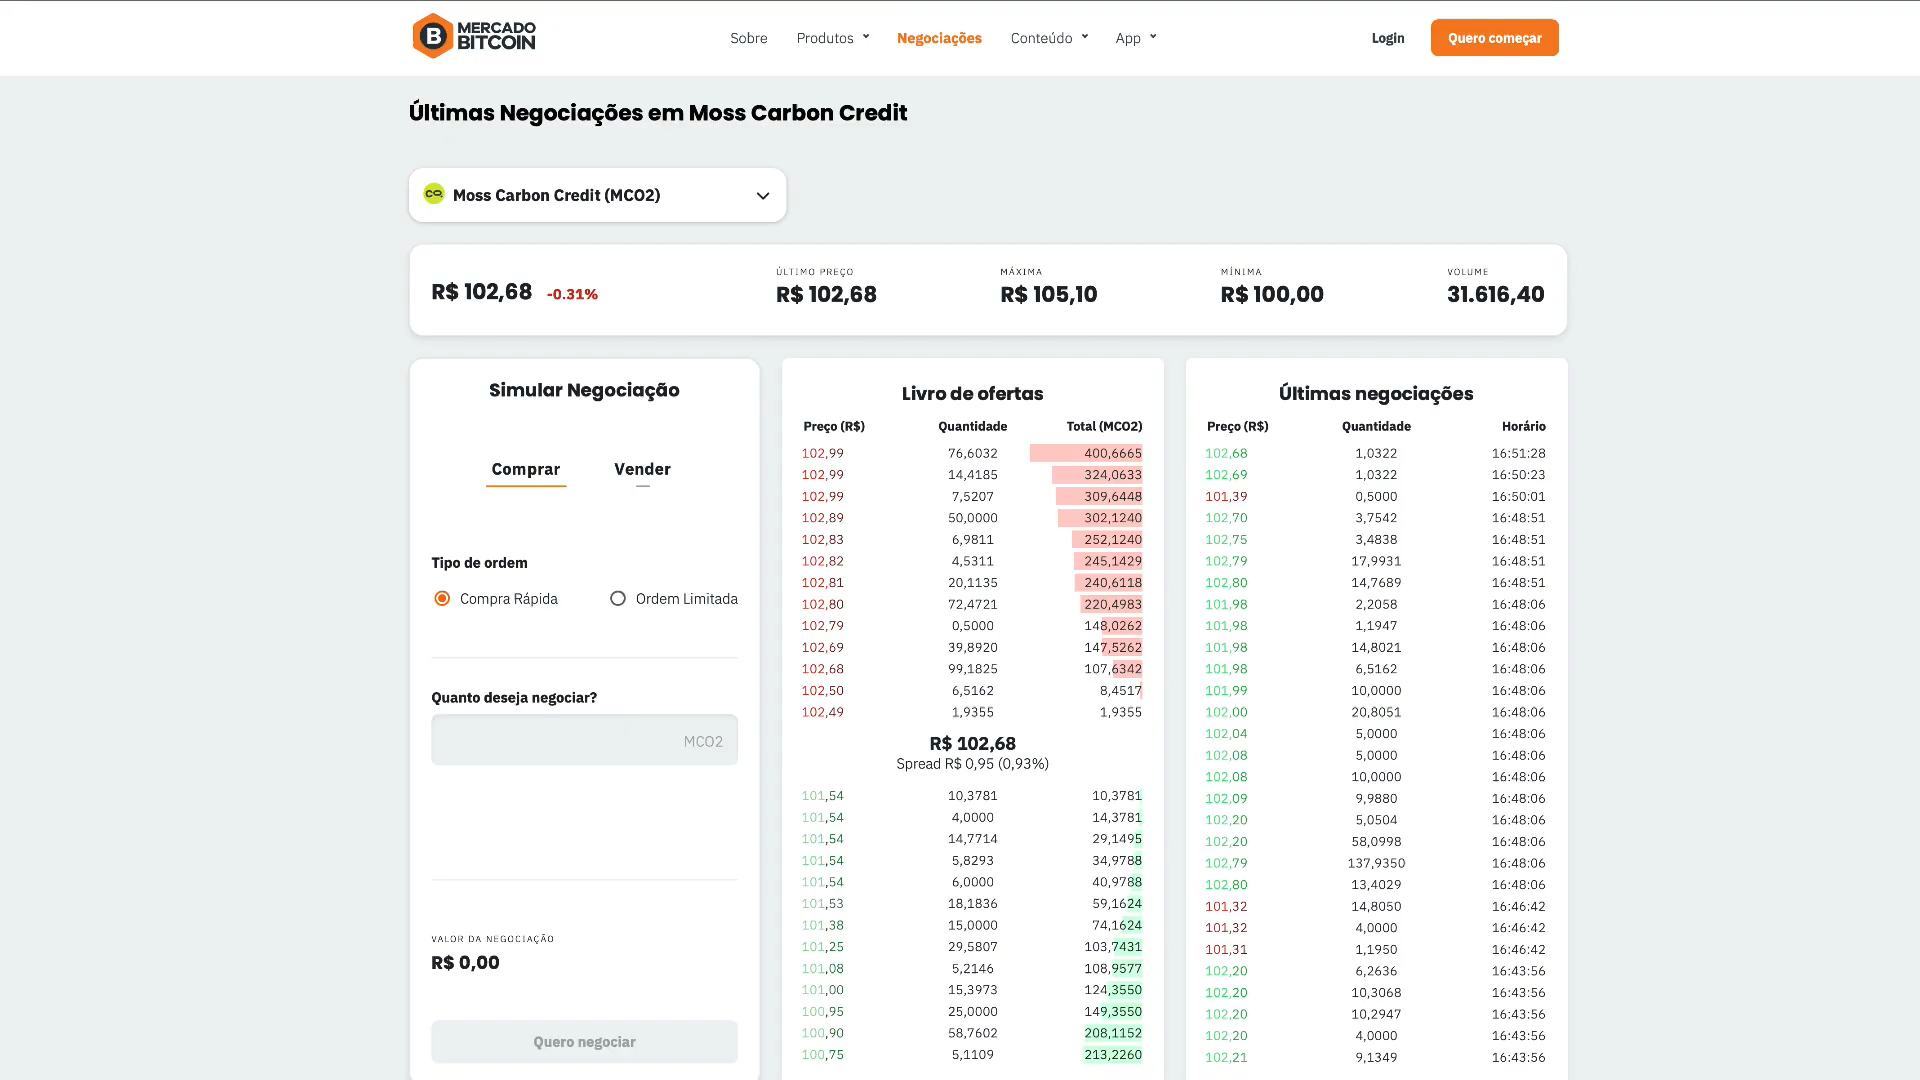 MERCADO
BITCOIN
Sobre
Produtos
Negociações
Conteúdo
App
Login
Quero começar
Últimas Negociações em Moss Carbon Credit
Moss Carbon Credit (MCO2)
R$ 102,68 -0.31%
ÚLTIMO PREÇO
R$ 102,68
MÁXIMA
R$ 105,10
MÍNIMA
R$ 100,00
VOLUME
31.616,40
Simular Negociação
Comprar Vender
Tipo de ordem
Compra Rápida Ordem Limitada
Quanto deseja negociar?
MCO2
VALOR DA NEGOCIAÇÃO
R$ 0,00
Quero negociar
Livro de ofertas
Preço (R$) Quantidade Total (MCO2)
102,99 76,6032 400,6665
102,99 14,4185 324,0633
102,99 7,5207 309,6448
102,89 50,0000 302,1240
102,83 6,9811 252,1240
102,82 4,5311 245,1429
102,81 20,1135 240,6118
102,80 72,4721 220,4983
102,79 0,5000 148,0262
102,69 39,8920 147,5262
102,68 99,1825 107,6342
102,50 6,5162 8,4517
102,49 1,9355 1,9355
R$ 102,68
Spread R$ 0,95 (0,93%)
101,54 10,3781 10,3781
101,54 4,0000 14,3781
101,54 14,7714 29,1495
101,54 5,8293 34,9788
101,54 6,0000 40,9788
101,53 18,1836 59,1624
101,38 15,0000 74,1624
101,25 29,5807 103,7431
101,08 5,2146 108,9577
101,00 15,3973 124,3550
100,95 25,0000 149,3550
100,90 58,7602 208,1152
100,75 5,1109 213,2260
Últimas negociações
Preço (R$) Quantidade Horário
102,68 1,0322 16:51:28
102,69 1,0322 16:50:23
101,39 0,5000 16:50:01
102,70 3,7542 16:48:51
102,75 3,4838 16:48:51
102,79 17,9931 16:48:51
102,80 14,7689 16:48:51
101,98 2,2058 16:48:06
101,98 1,1947 16:48:06
101,98 14,8021 16:48:06
101,98 6,5162 16:48:06
101,99 10,0000 16:48:06
102,00 20,8051 16:48:06
102,04 5,0000 16:48:06
102,08 5,0000 16:48:06
102,08 10,0000 16:48:06
102,09 9,9880 16:48:06
102,20 5,0504 16:48:06
102,20 58,0998 16:48:06
102,79 137,9350 16:48:06
102,80 13,4029 16:48:06
101,32 14,8050 16:46:42
101,32 4,0000 16:46:42
101,31 1,1950 16:46:42
102,20 6,2636 16:43:56
102,20 10,3068 16:43:56
102,20 10,2947 16:43:56
102,20 4,0000 16:43:56
102,21 9,1349 16:43:56